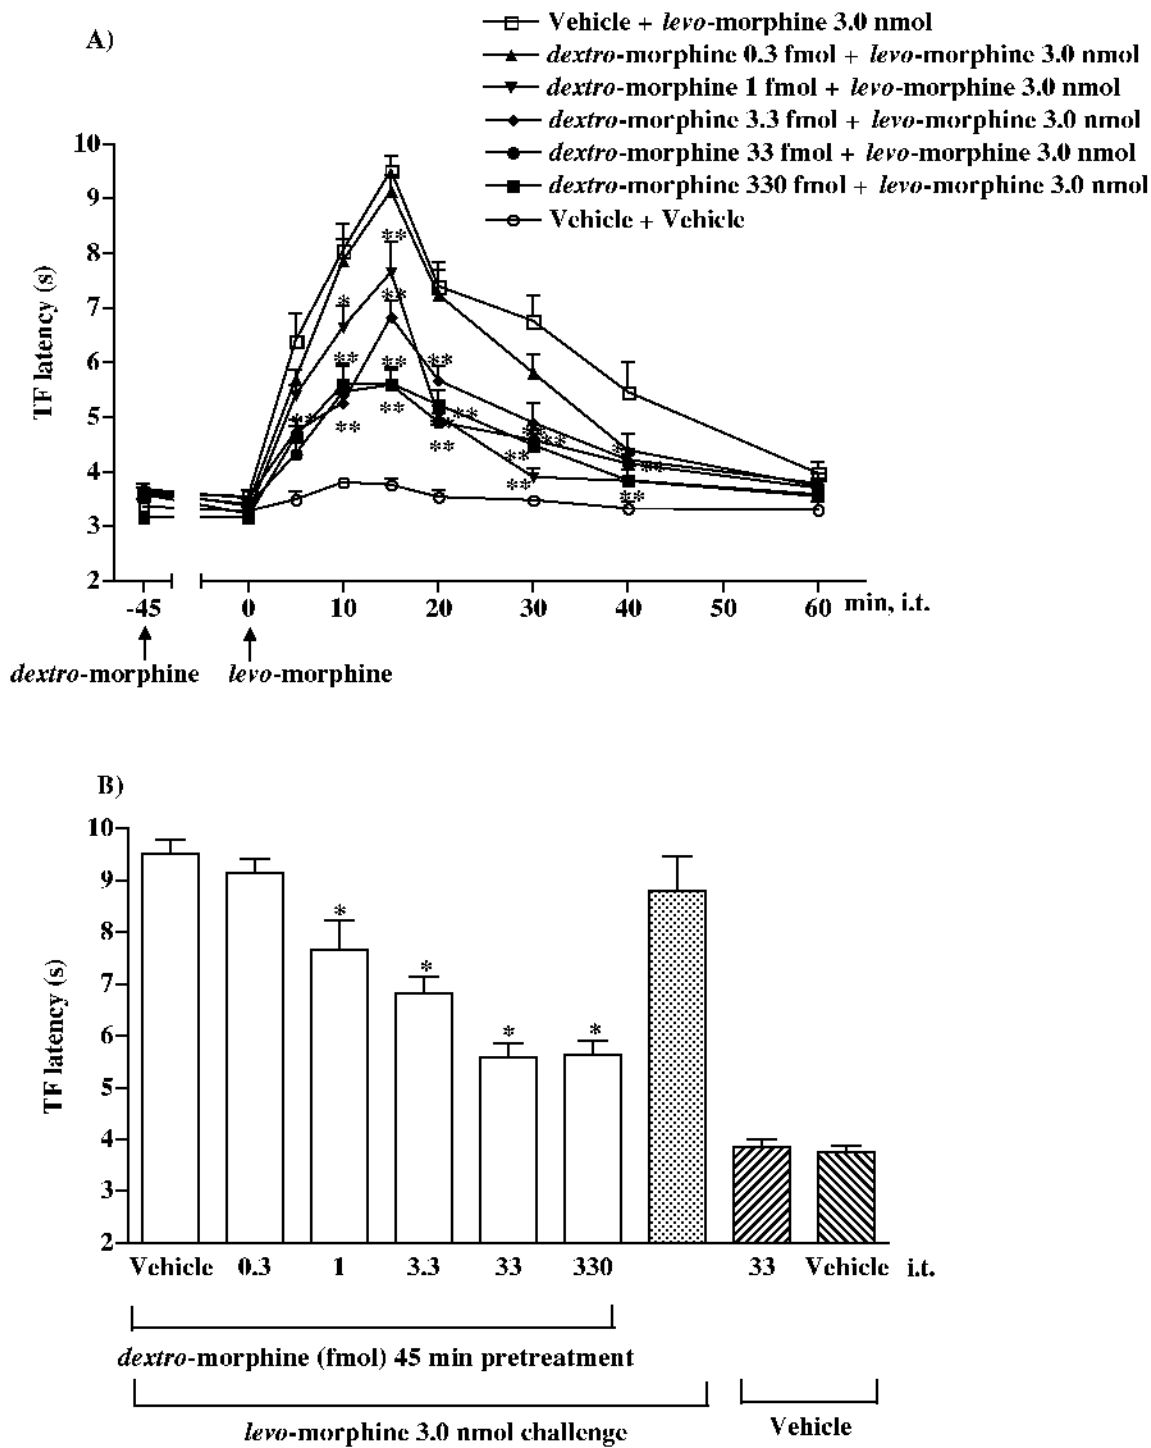 A)
Vehicle + levo-morphine 3.0 nmol
dextro-morphine 0.3 fmol + levo-morphine 3.0 nmol
dextro-morphine 1 fmol + levo-morphine 3.0 nmol
dextro-morphine 3.3 fmol + levo-morphine 3.0 nmol
dextro-morphine 33 fmol + levo-morphine 3.0 nmol
dextro-morphine 330 fmol + levo-morphine 3.0 nmol
Vehicle + Vehicle
TF latency (s)
10
9
8
7
6
5
4
3
2
-45 0 10 20 30 40 50 60 min, i.t.
dextro-morphine levo-morphine
B)
TF latency (s)
10
9
8
7
6
5
4
3
2
Vehicle 0.3 1 3.3 33 330 33 Vehicle i.t.
dextro-morphine (fmol) 45 min pretreatment
levo-morphine 3.0 nmol challenge
Vehicle